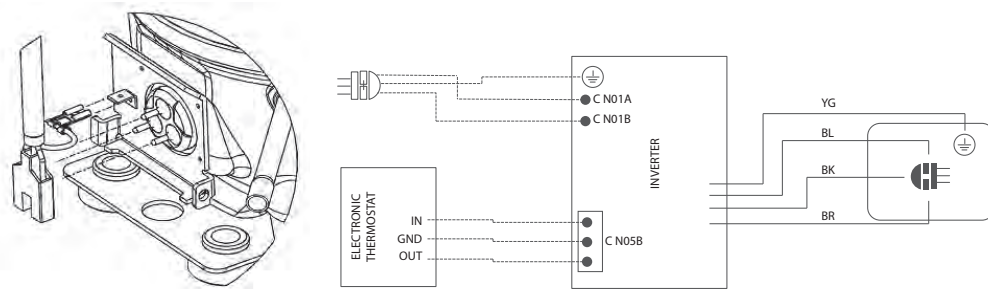 C N01A
C N01B
INVERTER
YG
BL
BK
BR
ELECTRONIC
THERMOSTAT
IN
GND
OUT
C N05B